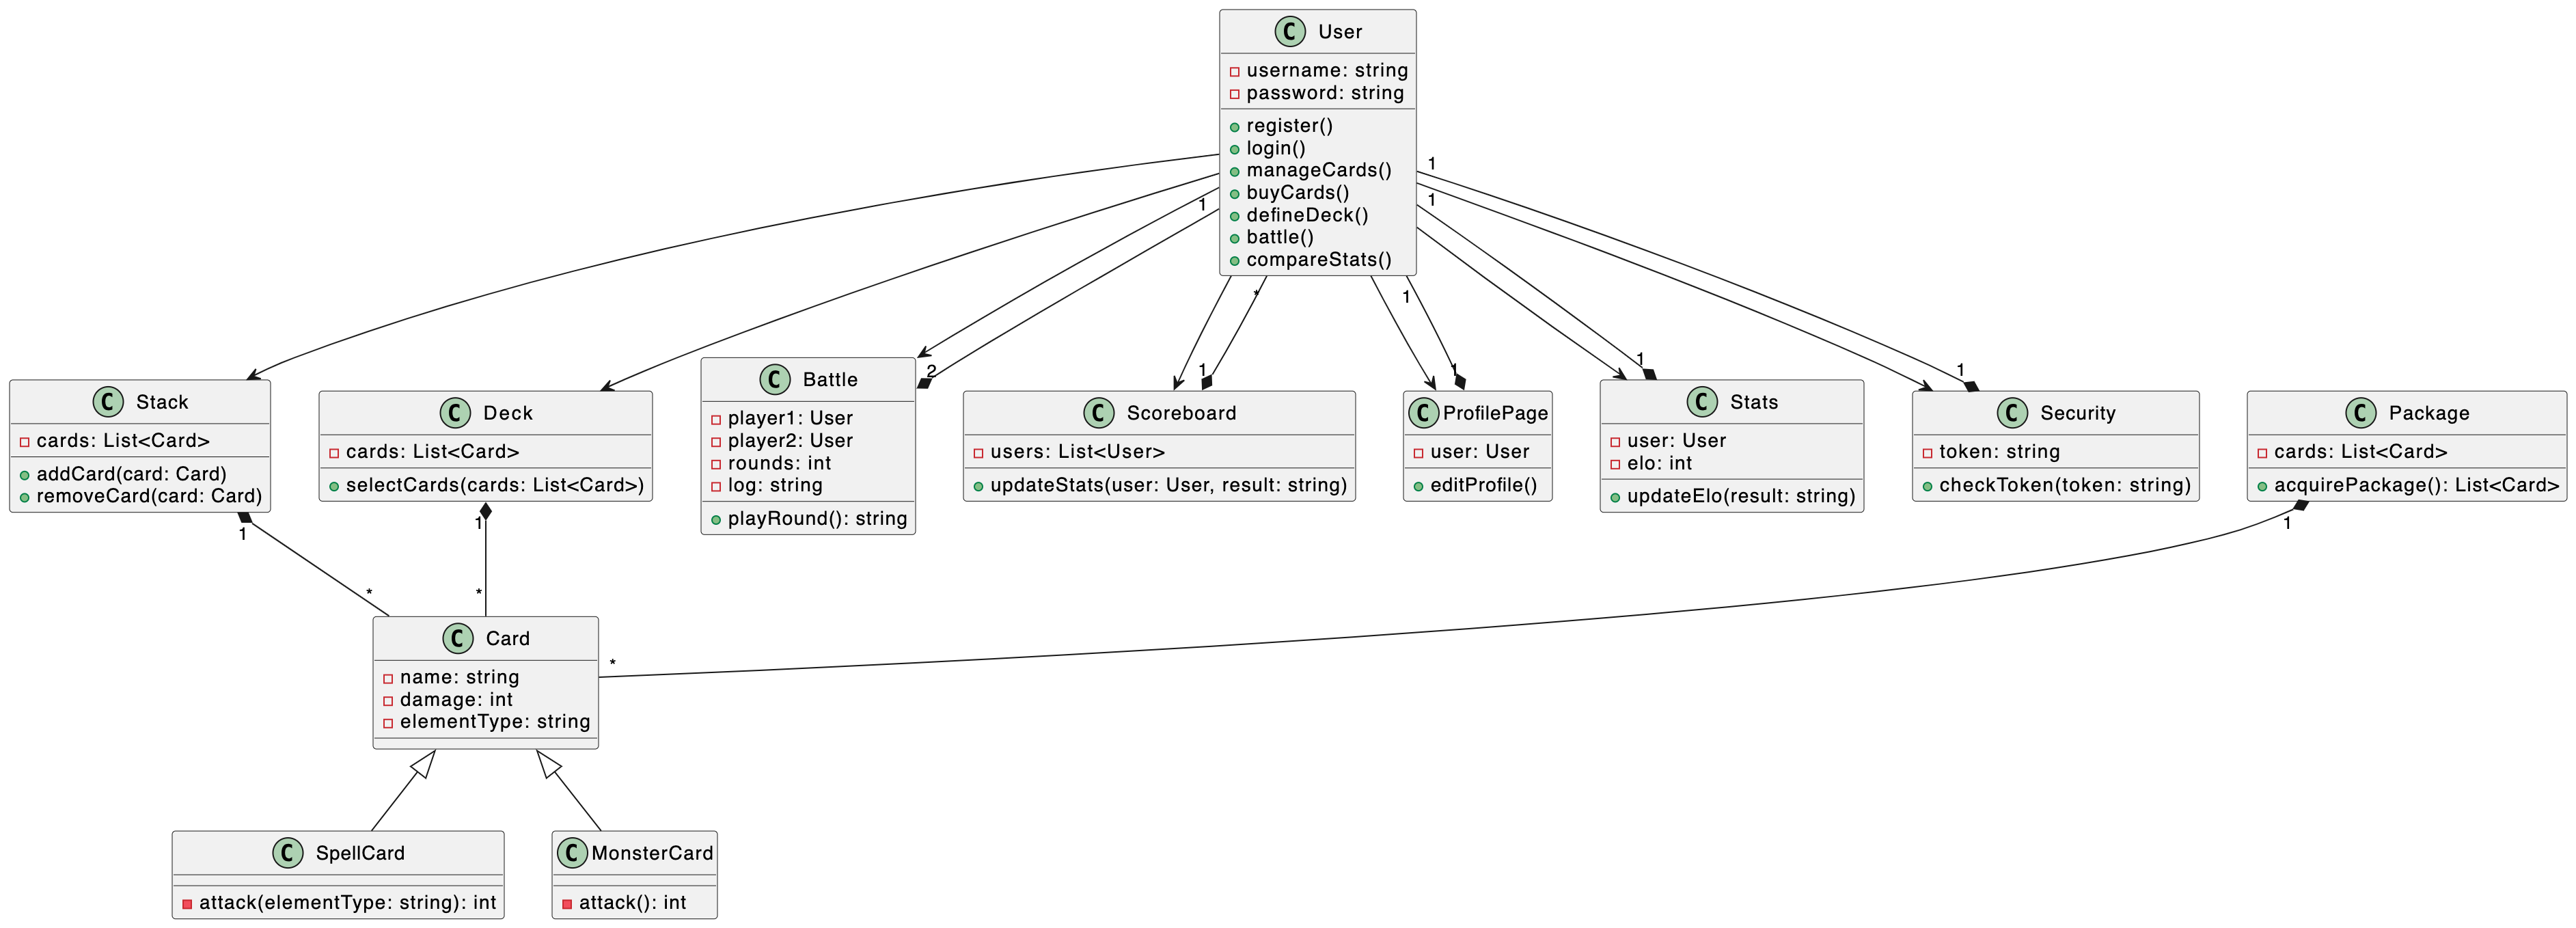 C User
username: string
password: string
register()
login()
manageCards()
buyCards()
defineDeck()
battle()
compareStats()
1
1
1
*
1
C Stack
cards: List<Card>
addCard(card: Card)
removeCard(card: Card)
1
C Deck
cards: List<Card>
selectCards(cards: List<Card>)
1
C Battle
player1: User
player2: User
rounds: int
log: string
playRound(): string
2
C Scoreboard
users: List<User>
updateStats(user: User, result: string)
1
C ProfilePage
user: User
editProfile()
1
C Stats
user: User
elo: int
updateElo(result: string)
1
C Security
token: string
checkToken(token: string)
1
C Package
cards: List<Card>
acquirePackage(): List<Card>
1
*
*
*
C Card
name: string
damage: int
elementType: string
C SpellCard
attack(elementType: string): int
C MonsterCard
attack(): int